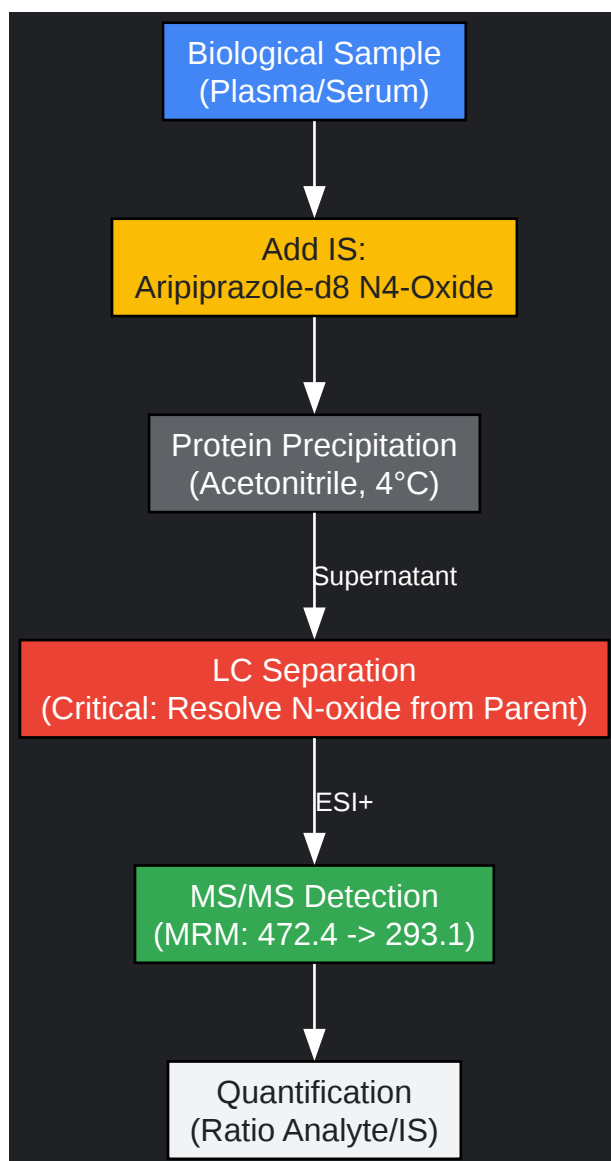 Biological Sample
(Plasma/Serum)
Add IS:
Aripiprazole-d8 N4-Oxide
Protein Precipitation
(Acetonitrile, 4°C)
Supernatant
LC Separation
(Critical: Resolve N-oxide from Parent)
ESI+
MS/MS Detection
(MRM: 472.4 -> 293.1)
Quantification
(Ratio Analyte/IS)